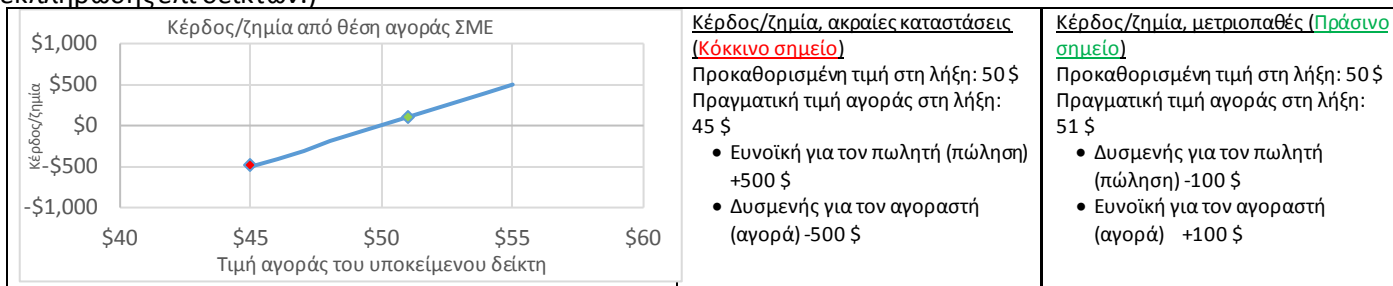 εκπλήρωσης επί δεικτών.)
Κέρδος/ζημία από θέση αγοράς ΣΜΕ
$1,000
$500
$0
-$500
-$1,000
Κέρδος/ζημία
$40 $45 $50 $55 $60
Τιμή αγοράς του υποκείμενου δείκτη
Κέρδος/ζημία, ακραίες καταστάσεις
(Κόκκινο σημείο)
Προκαθορισμένη τιμή στη λήξη: 50 $
Πραγματική τιμή αγοράς στη λήξη:
45 $
• Ευνοϊκή για τον πωλητή (πώληση)
+500 $
• Δυσμενής για τον αγοραστή
(αγορά) -500 $
Κέρδος/ζημία, μετριοπαθές (Πράσινο
σημείο)
Προκαθορισμένη τιμή στη λήξη: 50 $
Πραγματική τιμή αγοράς στη λήξη:
51 $
• Δυσμενής για τον πωλητή
(πώληση) -100 $
• Ευνοϊκή για τον αγοραστή
(αγορά) +100 $